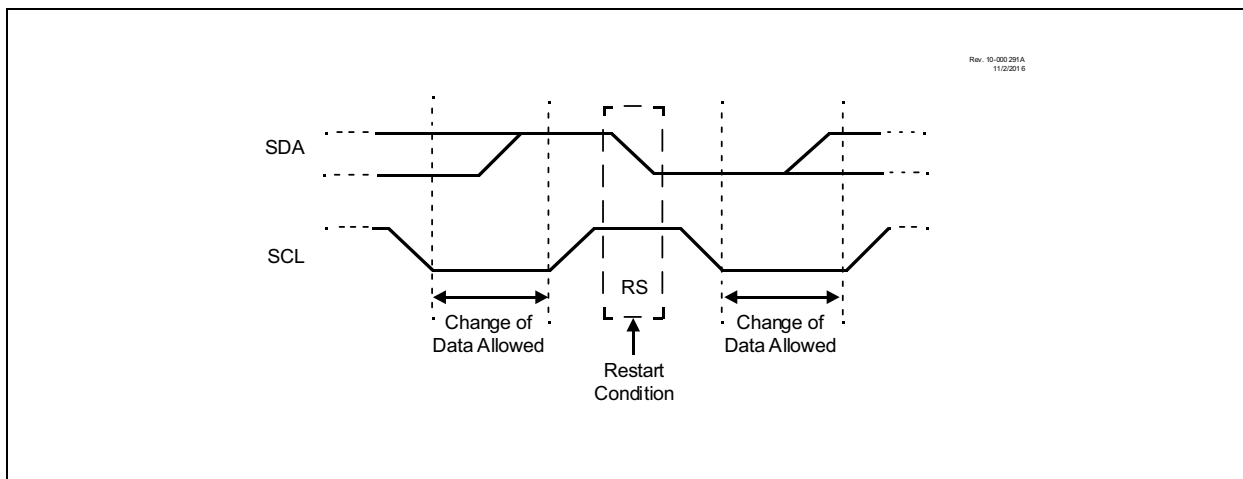 Rev. 10-000 291A
11/2/2016
SDA
SCL
RS
Change of
Data Allowed
Change of
Data Allowed
Restart
Condition